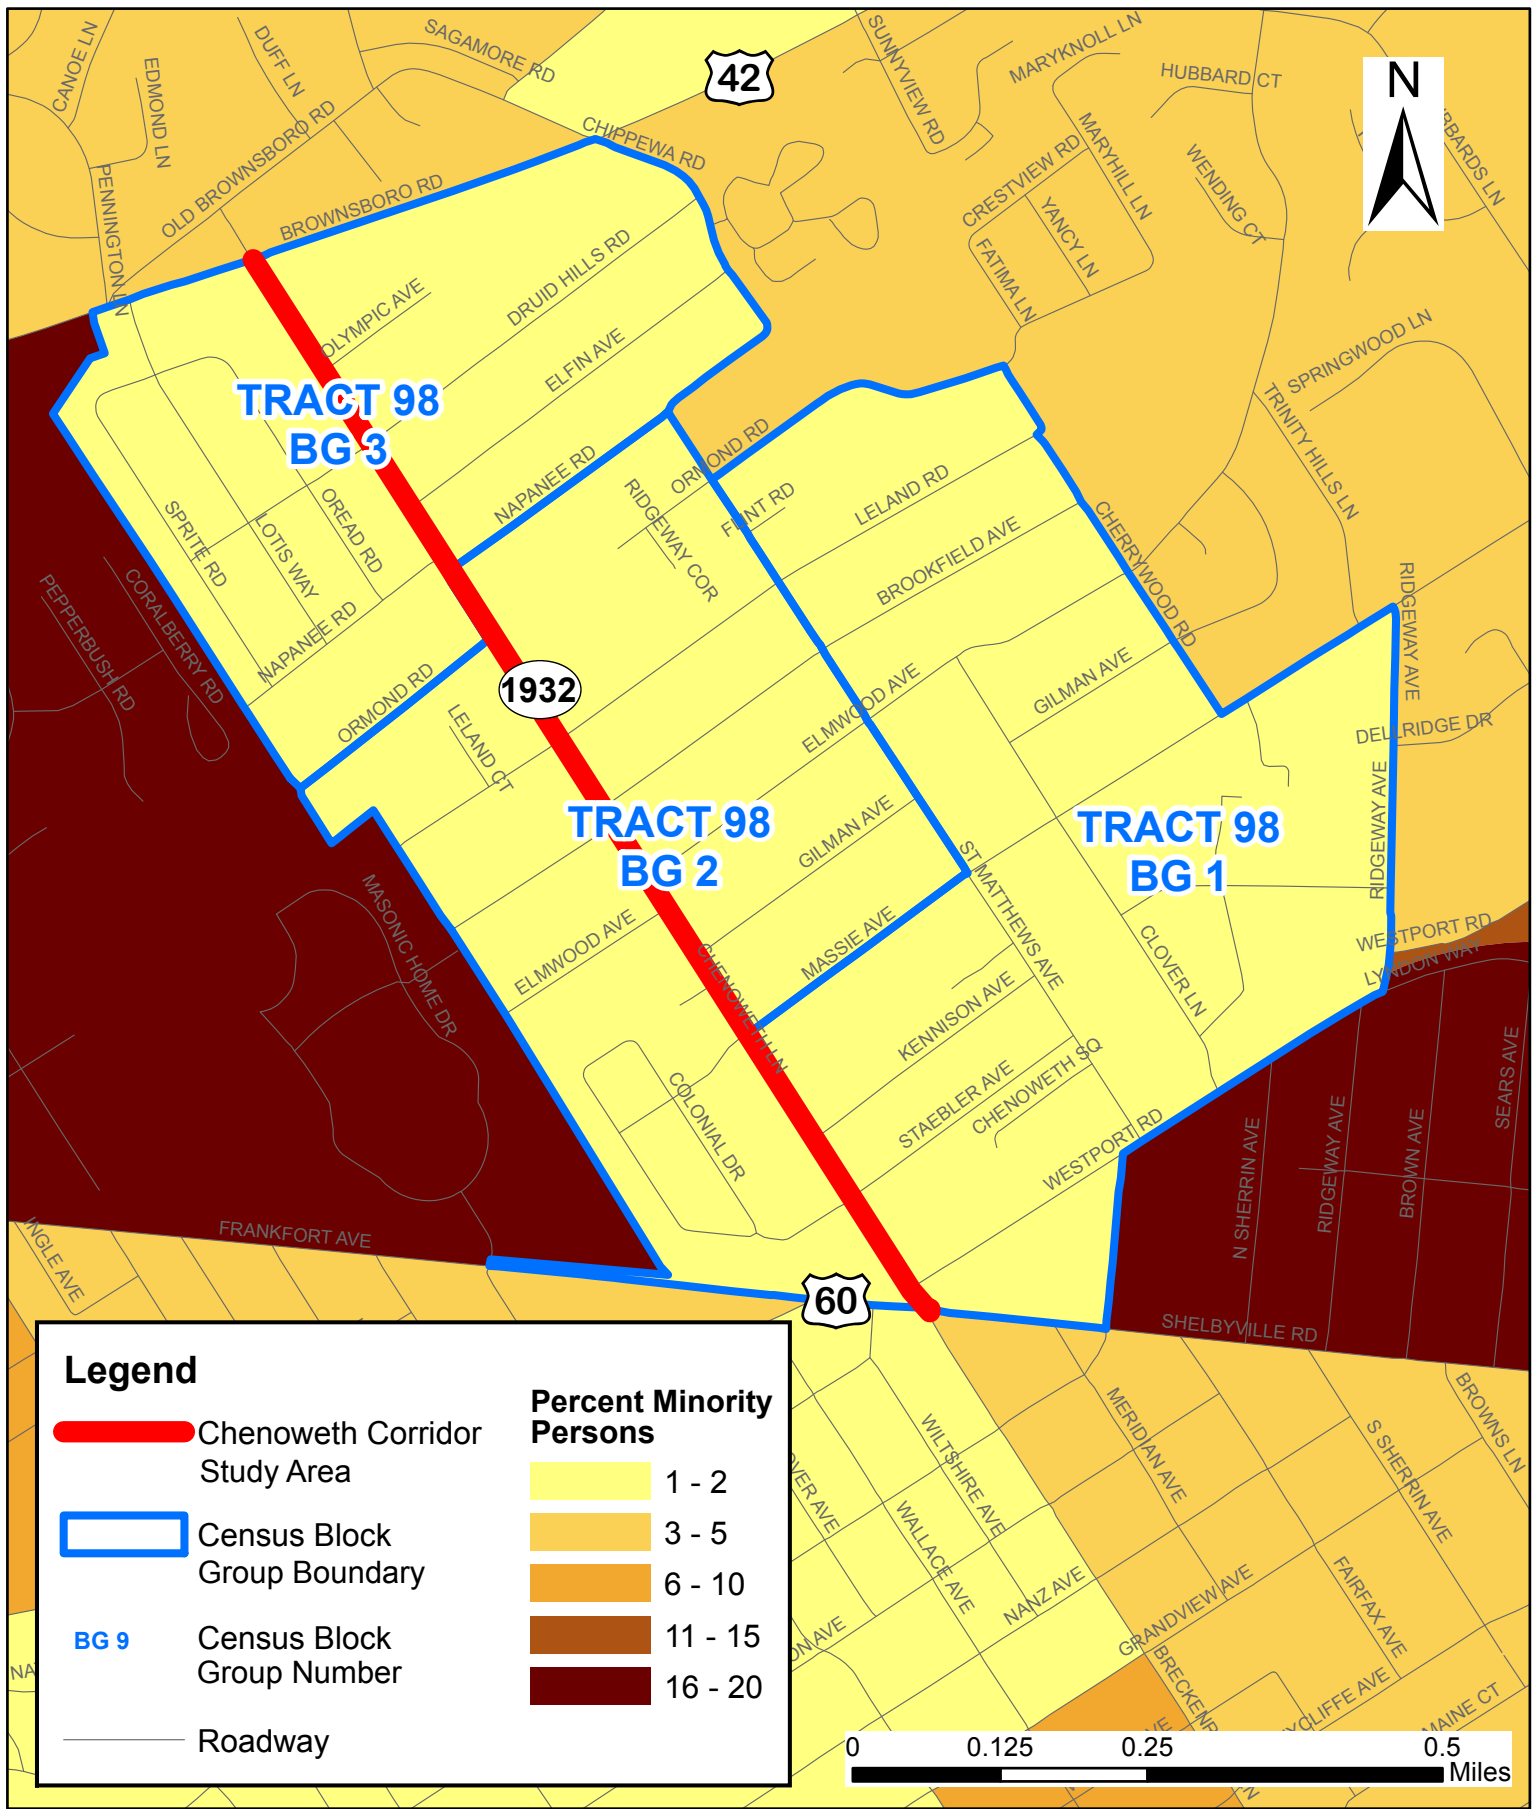 CANOE LN
EDMOND LN
DUFF LN
SAGAMORE RD
42
SUNNYVIEW RD
MARYKNOLL LN
HUBBARD CT
N
OLD BROWNSBORO RD
BROWNSBORO RD
CHIPPEWA RD
PENNINGTON LN
CRESTVIEW RD
MARYHILL LN
YANCY LN
FATIMA LN
WENDING CT
OLYMPIC AVE
DRUID HILLS RD
ELFIN AVE
SPRINGWOOD LN
TRINITY HILLS LN
TRACT 98
BG 3
NAPANEE RD
ORMOND RD
FLINT RD
RIDGEWAY COR
LELAND RD
BROOKFIELD AVE
CHERRYWOOD RD
SPRITE RD
LOTIS WAY
OREAD RD
NAPANEE RD
ORMOND RD
PEPPERBUSH RD
CORALBERRY RD
1932
LELAND CT
ELMWOOD AVE
GILMAN AVE
RIDGEWAY AVE
DELLRIDGE DR
RIDGEWAY AVE
TRACT 98
BG 2
TRACT 98
BG 1
GILMAN AVE
ST MATTHEWS AVE
MASONIC HOME DR
ELMWOOD AVE
MASSIE AVE
CHENOWETH LN
CLOVER LN
WESTPORT RD
LYNDON WAY
KENNISON AVE
STAEBLER AVE
CHENOWETH SQ
COLONIAL DR
WESTPORT RD
N SHERRIN AVE
RIDGEWAY AVE
BROWN AVE
SEARS AVE
FRANKFORT AVE
INGLE AVE
60
SHELBYVILLE RD
MERIDIAN AVE
WILTSHIRE AVE
WALLACE AVE
NANZ AVE
GRANDVIEW AVE
S SHERRIN AVE
FAIRFAX AVE
BROWNS LN
Legend
Chenoweth Corridor
Study Area
Census Block
Group Boundary
BG 9
Census Block
Group Number
Roadway
Percent Minority
Persons
1 - 2
3 - 5
6 - 10
11 - 15
16 - 20
0 0.125 0.25 0.5
Miles